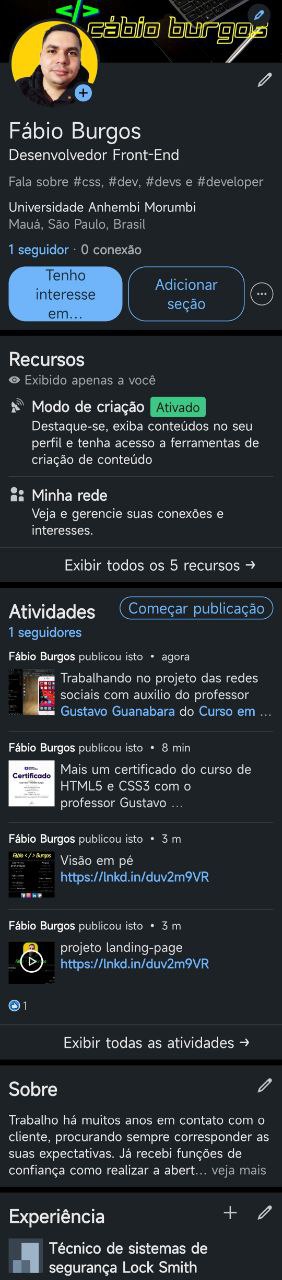 </>
fábio burgos
Fábio Burgos
Desenvolvedor Front-End
Fala sobre #css, #dev, #devs e #developer
Universidade Anhembi Morumbi
Mauá, São Paulo, Brasil
1 seguidor · 0 conexão
Tenho
interesse
em...
Adicionar
seção
Recursos
Exibido apenas a você
Modo de criação Ativado
Destaque-se, exiba conteúdos no seu
perfil e tenha acesso a ferramentas de
criação de conteúdo
Minha rede
Veja e gerencie suas conexões e
interesses.
Exibir todos os 5 recursos →
Atividades
Começar publicação
1 seguidores
Fábio Burgos publicou isto • agora
Trabalhando no projeto das redes
sociais com auxilio do professor
Gustavo Guanabara do Curso em ...
Fábio Burgos publicou isto • 8 min
Certificado
Mais um certificado do curso de
HTML5 e CSS3 com o
professor Gustavo ...
Fábio Burgos publicou isto • 3 m
Fábio </> Burgos
Visão em pé
https://lnkd.in/duv2m9VR
Fábio Burgos publicou isto • 3 m
projeto landing-page
https://lnkd.in/duv2m9VR
1
Exibir todas as atividades →
Sobre
Trabalho há muitos anos em contato com o
cliente, procurando sempre corresponder as
suas expectativas. Já recebi funções de
confiança como realizar a abert... veja mais
Experiência
Técnico de sistemas de
segurança Lock Smith